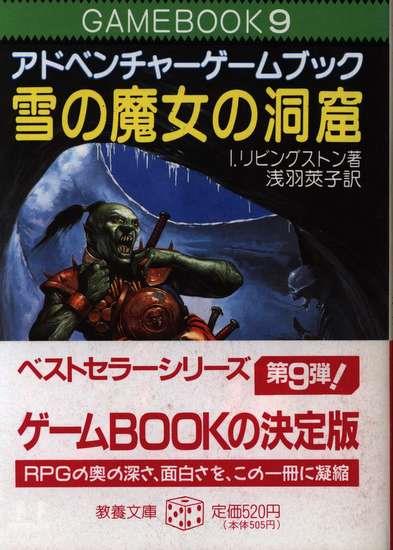 GAMEBOOK 9
アドベンチャーゲームブック
雪の魔女の洞窟
I.リビングストン著
浅羽莢子訳
ベストセラーシリーズ 第9弾!
ゲームBOOKの決定版
RPGの奥の深さ、面白さを、この一冊に凝縮
教養文庫 定価520円
(本体505円)